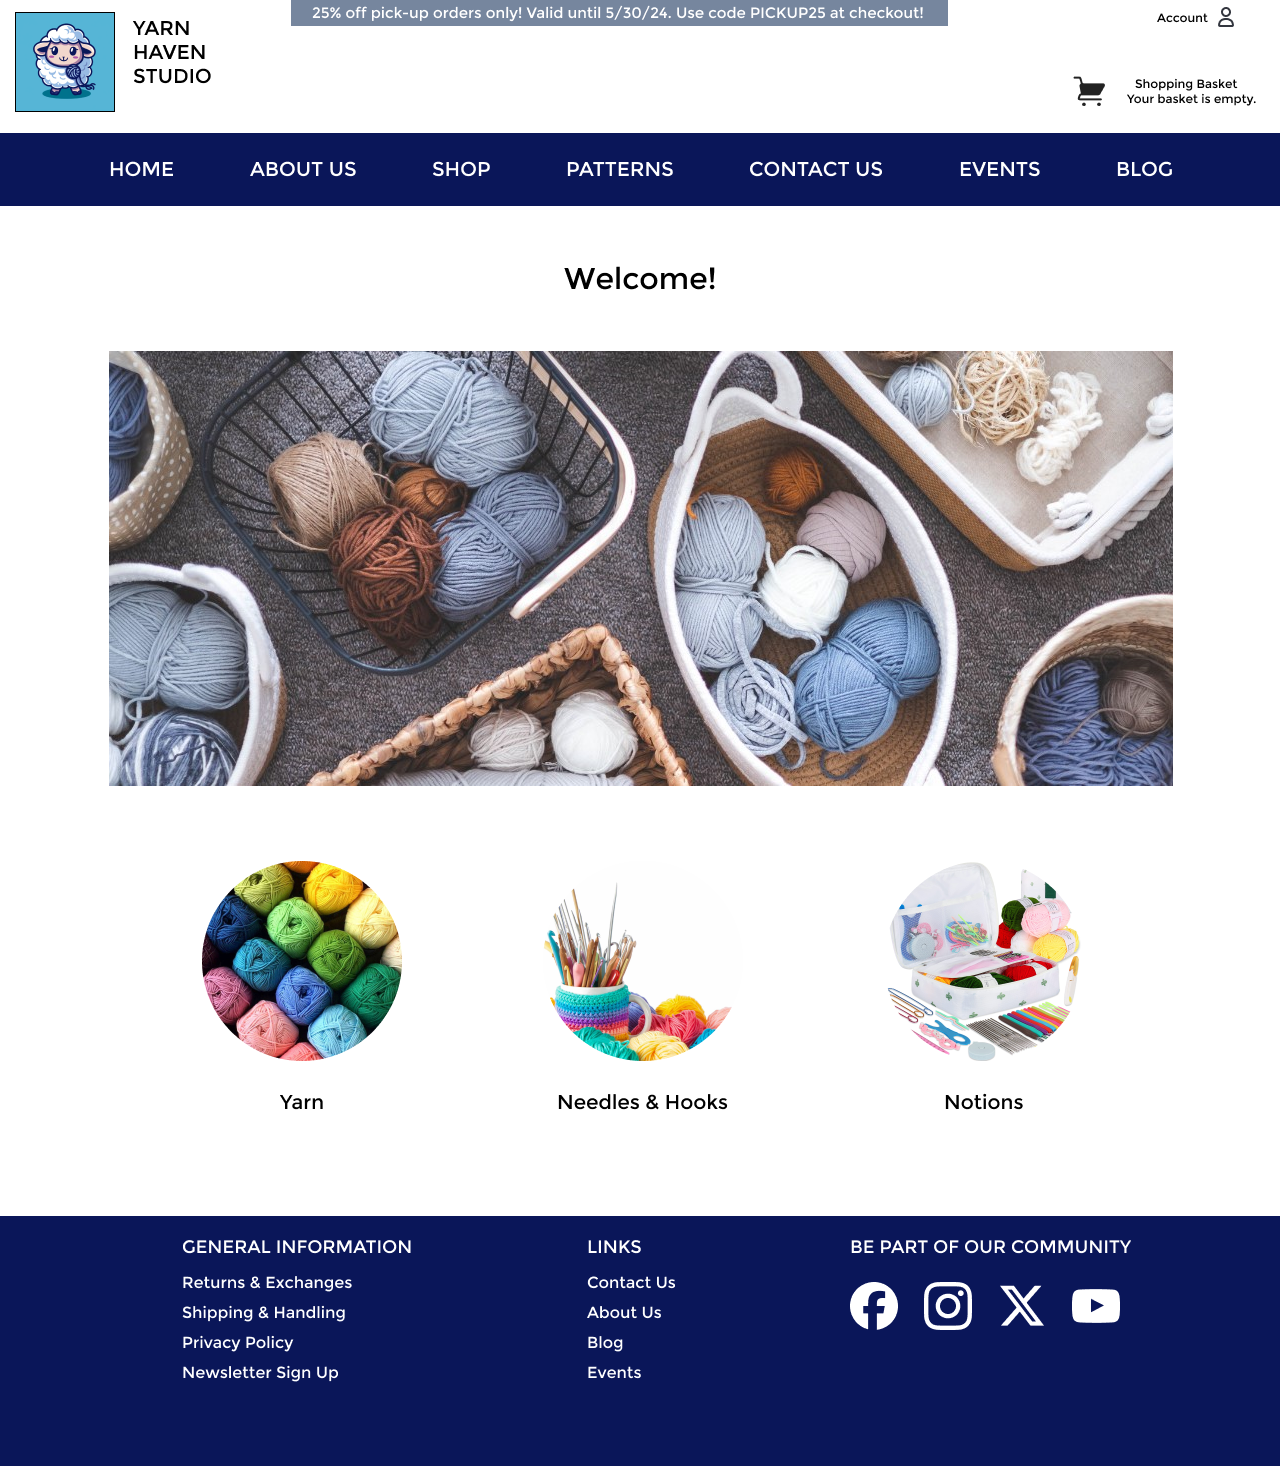 25% off pick-up orders only! Valid until 5/30/24. Use code PICKUP25 at checkout!
YARN
HAVEN
STUDIO
Account
Shopping Basket
Your basket is empty.
HOME ABOUT US SHOP PATTERNS CONTACT US EVENTS BLOG
Welcome!
Yarn
Needles & Hooks
Notions
GENERAL INFORMATION
Returns & Exchanges
Shipping & Handling
Privacy Policy
Newsletter Sign Up
LINKS
Contact Us
About Us
Blog
Events
BE PART OF OUR COMMUNITY